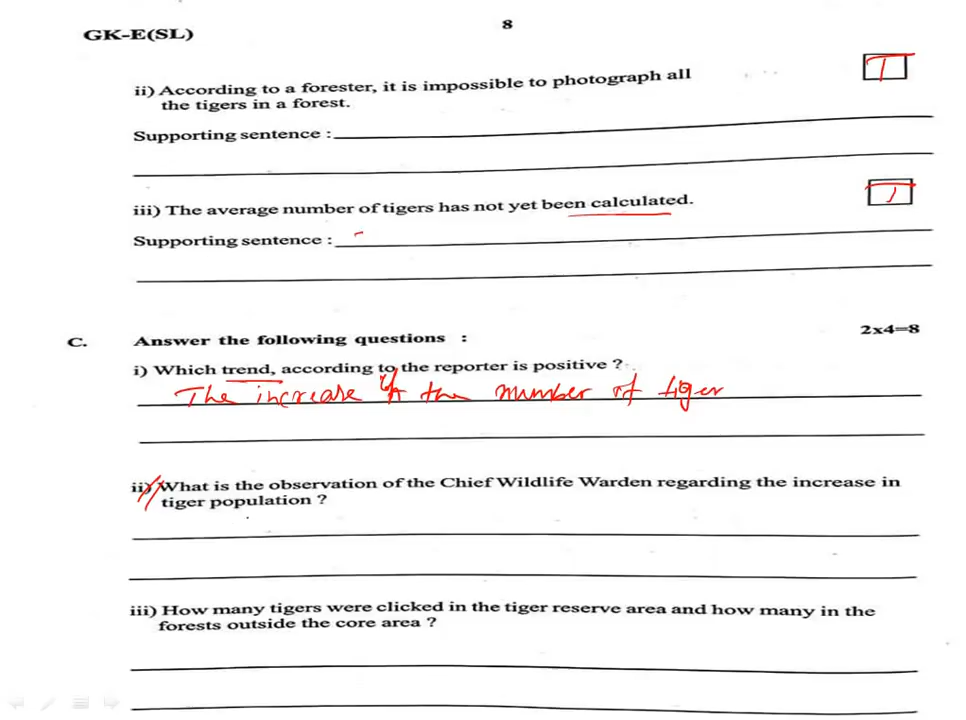 8
GK-E(SL)
ii) According to a forester, it is impossible to photograph all
the tigers in a forest.
T
Supporting sentence :
iii) The average number of tigers has not yet been calculated.
T
Supporting sentence :
C. Answer the following questions : 2x4=8
i) Which trend, according to the reporter is positive ?
The increase of the number of tiger
ii) What is the observation of the Chief Wildlife Warden regarding the increase in
tiger population ?
iii) How many tigers were clicked in the tiger reserve area and how many in the
forests outside the core area ?